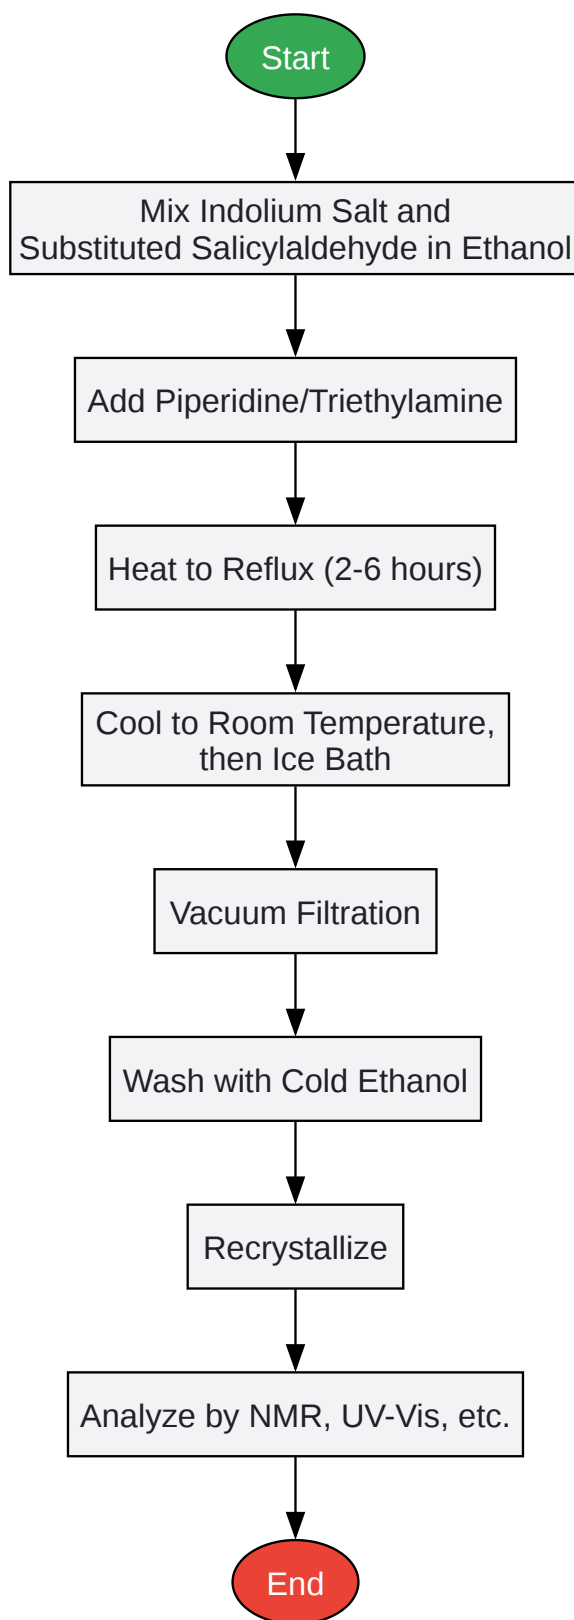 Start
Mix Indolium Salt and
Substituted Salicylaldehyde in Ethanol
Add Piperidine/Triethylamine
Heat to Reflux (2-6 hours)
Cool to Room Temperature,
then Ice Bath
Vacuum Filtration
Wash with Cold Ethanol
Recrystallize
Analyze by NMR, UV-Vis, etc.
End